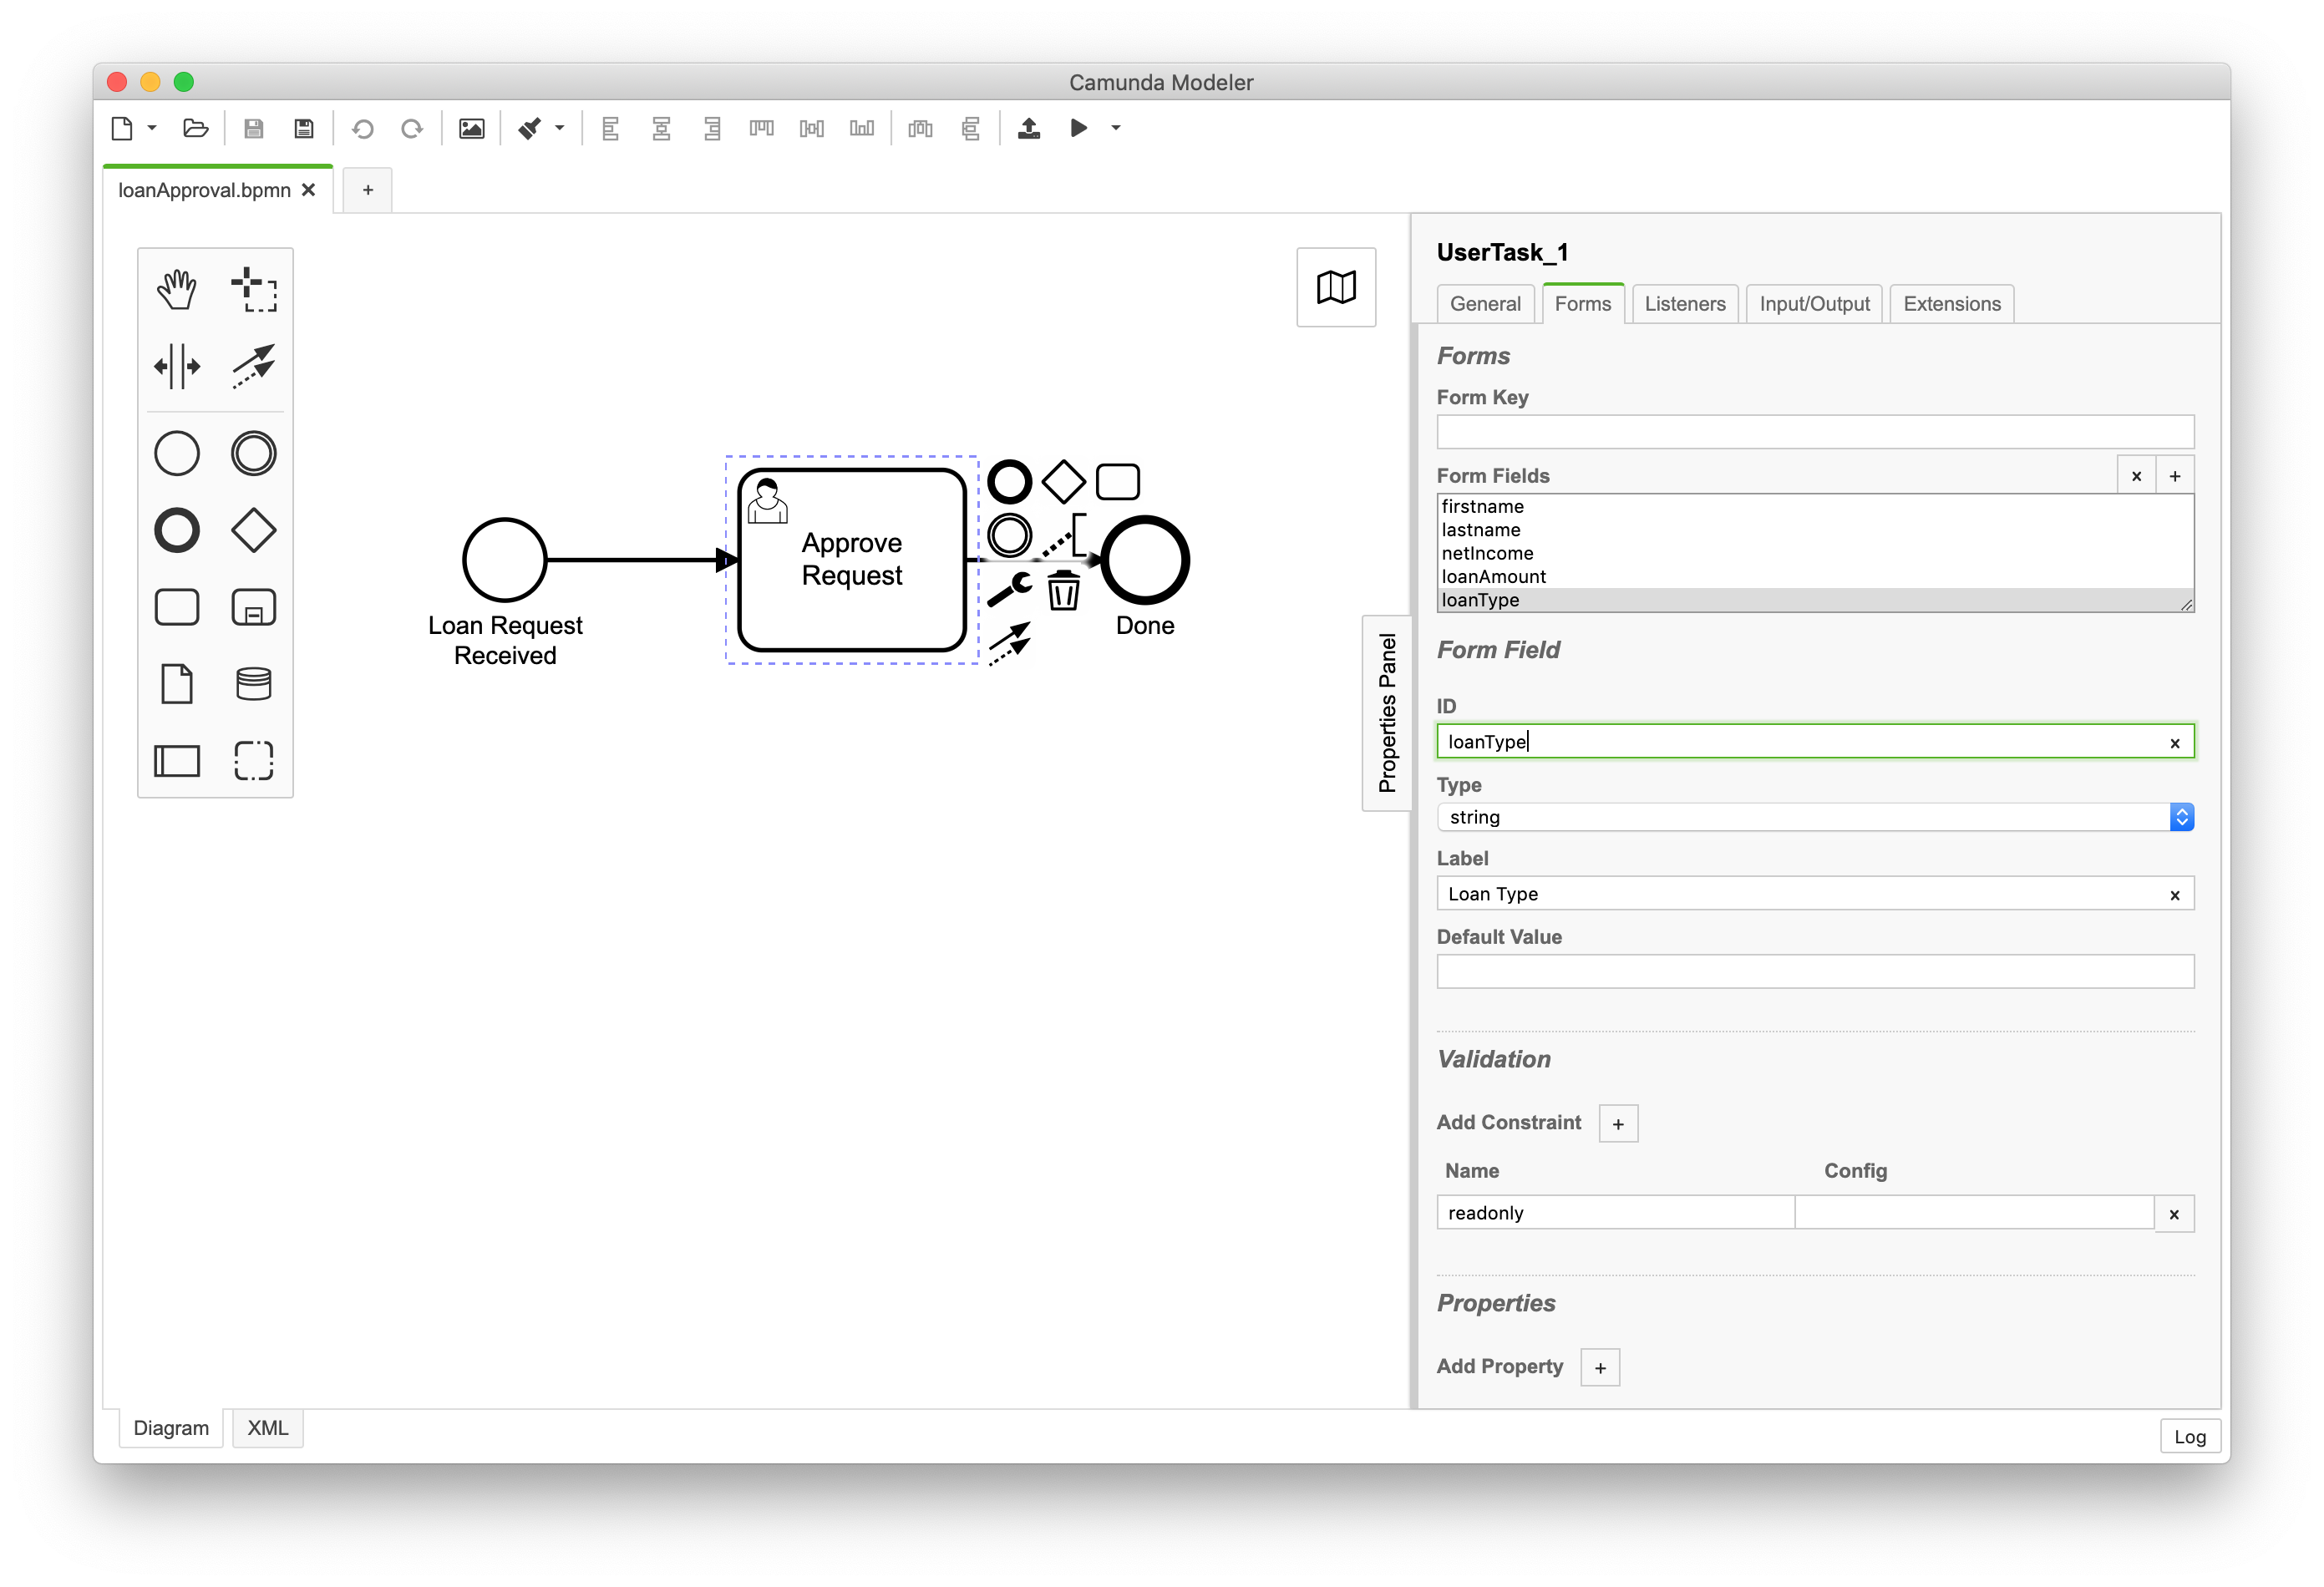 Camunda Modeler
loanApproval.bpmn
Loan Request
Received
Approve
Request
Done
Properties Panel
UserTask_1
General
Forms
Listeners
Input/Output
Extensions
Forms
Form Key
Form Fields
firstname
lastname
netIncome
loanAmount
loanType
Form Field
ID
loanType
Type
string
Label
Loan Type
Default Value
Validation
Add Constraint
Name Config
readonly
Properties
Add Property
Diagram
XML
Log